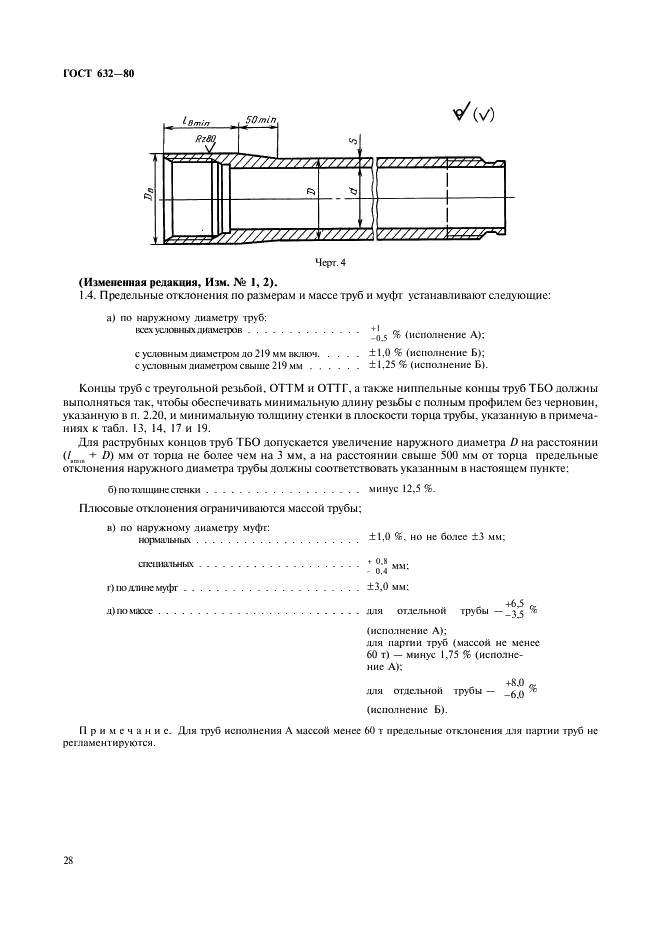 ГОСТ 632—80
l в min
50 min
Rz80
S
(√)
Dв
D
d
Черт. 4
(Измененная редакция, Изм. № 1, 2).
1.4. Предельные отклонения по размерам и массе труб и муфт устанавливают следующие:
а) по наружному диаметру труб:
всех условных диаметров . . . . . . . . . . . . . . +1 −0,5 % (исполнение А);
с условным диаметром до 219 мм включ. . . . . . ±1,0 % (исполнение Б);
с условным диаметром свыше 219 мм . . . . . . ±1,25 % (исполнение Б).
Концы труб с треугольной резьбой, ОТТМ и ОТТГ, а также ниппельные концы труб ТБО должны
выполняться так, чтобы обеспечивать минимальную длину резьбы с полным профилем без черновин,
указанную в п. 2.20, и минимальную толщину стенки в плоскости торца трубы, указанную в примеча-
ниях к табл. 13, 14, 17 и 19.
Для раструбных концов труб ТБО допускается увеличение наружного диаметра D на расстоянии
(l вmin + D) мм от торца не более чем на 3 мм, а на расстоянии свыше 500 мм от торца предельные
отклонения наружного диаметра трубы должны соответствовать указанным в настоящем пункте;
б) по толщине стенки . . . . . . . . . . . . . . . . . . . . минус 12,5 %.
Плюсовые отклонения ограничиваются массой трубы;
в) по наружному диаметру муфт:
нормальных . . . . . . . . . . . . . . . . . . . . . ±1,0 %, но не более ±3 мм;
специальных . . . . . . . . . . . . . . . . . . . . . + 0,8 − 0,4 мм;
г) по длине муфт . . . . . . . . . . . . . . . . . . . . . . . ±3,0 мм;
д) по массе . . . . . . . . . . . . . . . . . . . . . . . . . . для отдельной трубы — +6,5 −3,5 %
(исполнение А);
для партии труб (массой не менее
60 т) — минус 1,75 % (исполне-
ние А);
для отдельной трубы — +8,0 −6,0 %
(исполнение Б).
Примечание. Для труб исполнения А массой менее 60 т предельные отклонения для партии труб не
регламентируются.
28